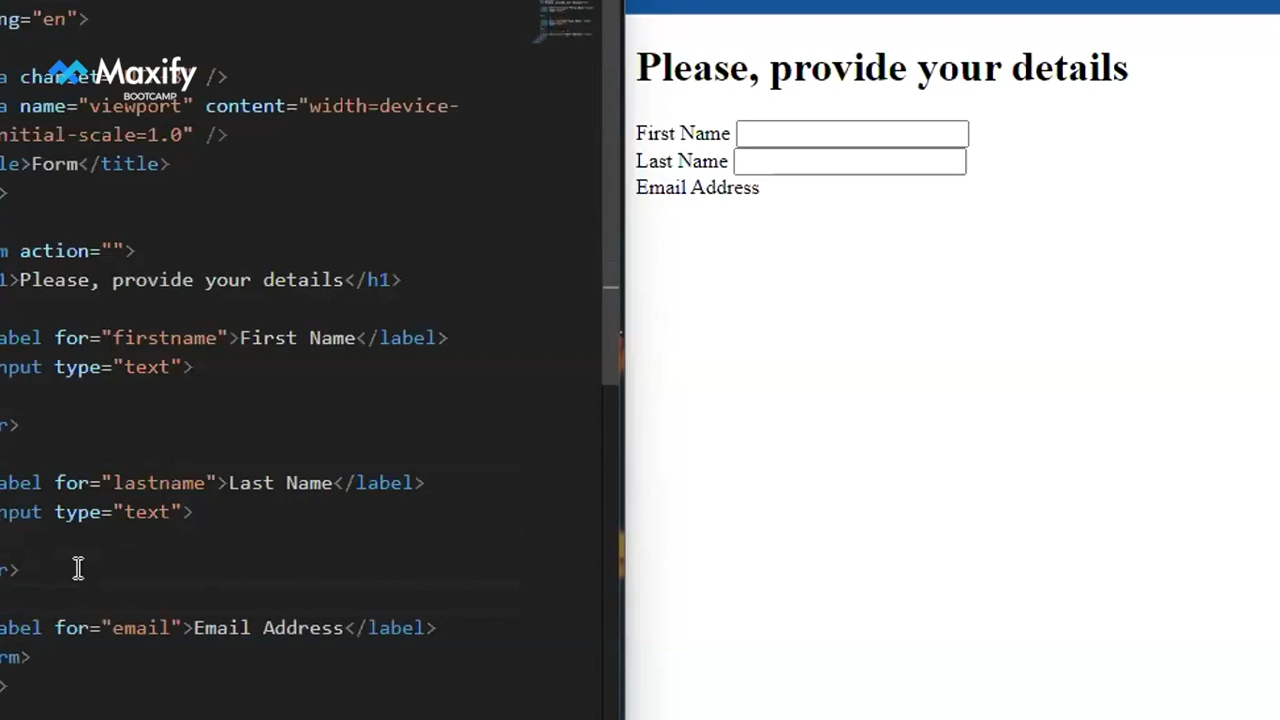 ng="en">
Maxify
BOOTCAMP
a charset= />
a name="viewport" content="width=device-
nitial-scale=1.0" />
le>Form</title>
>
m action="">
1>Please, provide your details</h1>
abel for="firstname">First Name</label>
nput type="text">
r>
abel for="lastname">Last Name</label>
nput type="text">
r>
abel for="email">Email Address</label>
rm>
>
Please, provide your details
First Name
Last Name
Email Address